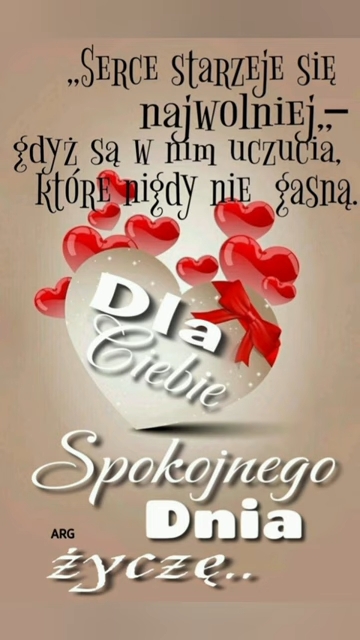 „Serce starzeje się
najwolniej„–
gdyż są w nim uczucia,
które nigdy nie gasną.
Dla
Ciebie
Spokojnego
Dnia
ARG
życzę..